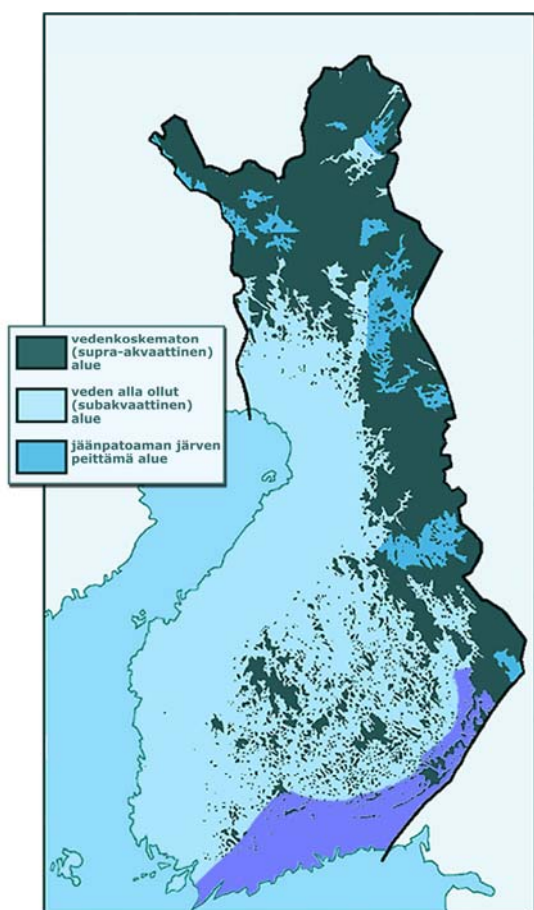 vedenkoskematon
(supra-akvaattinen)
alue
veden alla ollut
(subakvaattinen)
alue
jäänpatoaman järven
peittämä alue